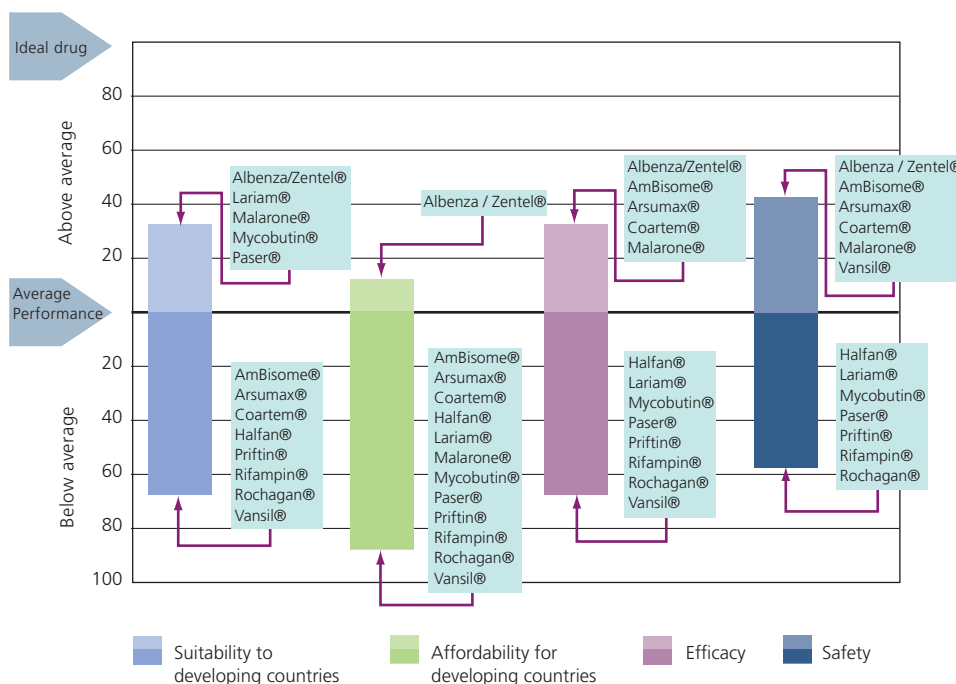 Ideal drug
Above average
80
60
40
20
Average
Performance
Below average
20
40
60
80
100
Albenza/Zentel®
Lariam®
Malarone®
Mycobutin®
Paser®
AmBisome®
Arsumax®
Coartem®
Halfan®
Priftin®
Rifampin®
Rochagan®
Vansil®
Albenza / Zentel®
AmBisome®
Arsumax®
Coartem®
Halfan®
Lariam®
Malarone®
Mycobutin®
Paser®
Priftin®
Rifampin®
Rochagan®
Vansil®
Albenza/Zentel®
AmBisome®
Arsumax®
Coartem®
Malarone®
Halfan®
Lariam®
Mycobutin®
Paser®
Priftin®
Rifampin®
Rochagan®
Vansil®
Albenza / Zentel®
AmBisome®
Arsumax®
Coartem®
Malarone®
Vansil®
Halfan®
Lariam®
Mycobutin®
Paser®
Priftin®
Rifampin®
Rochagan®
Suitability to
developing countries
Affordability for
developing countries
Efficacy
Safety